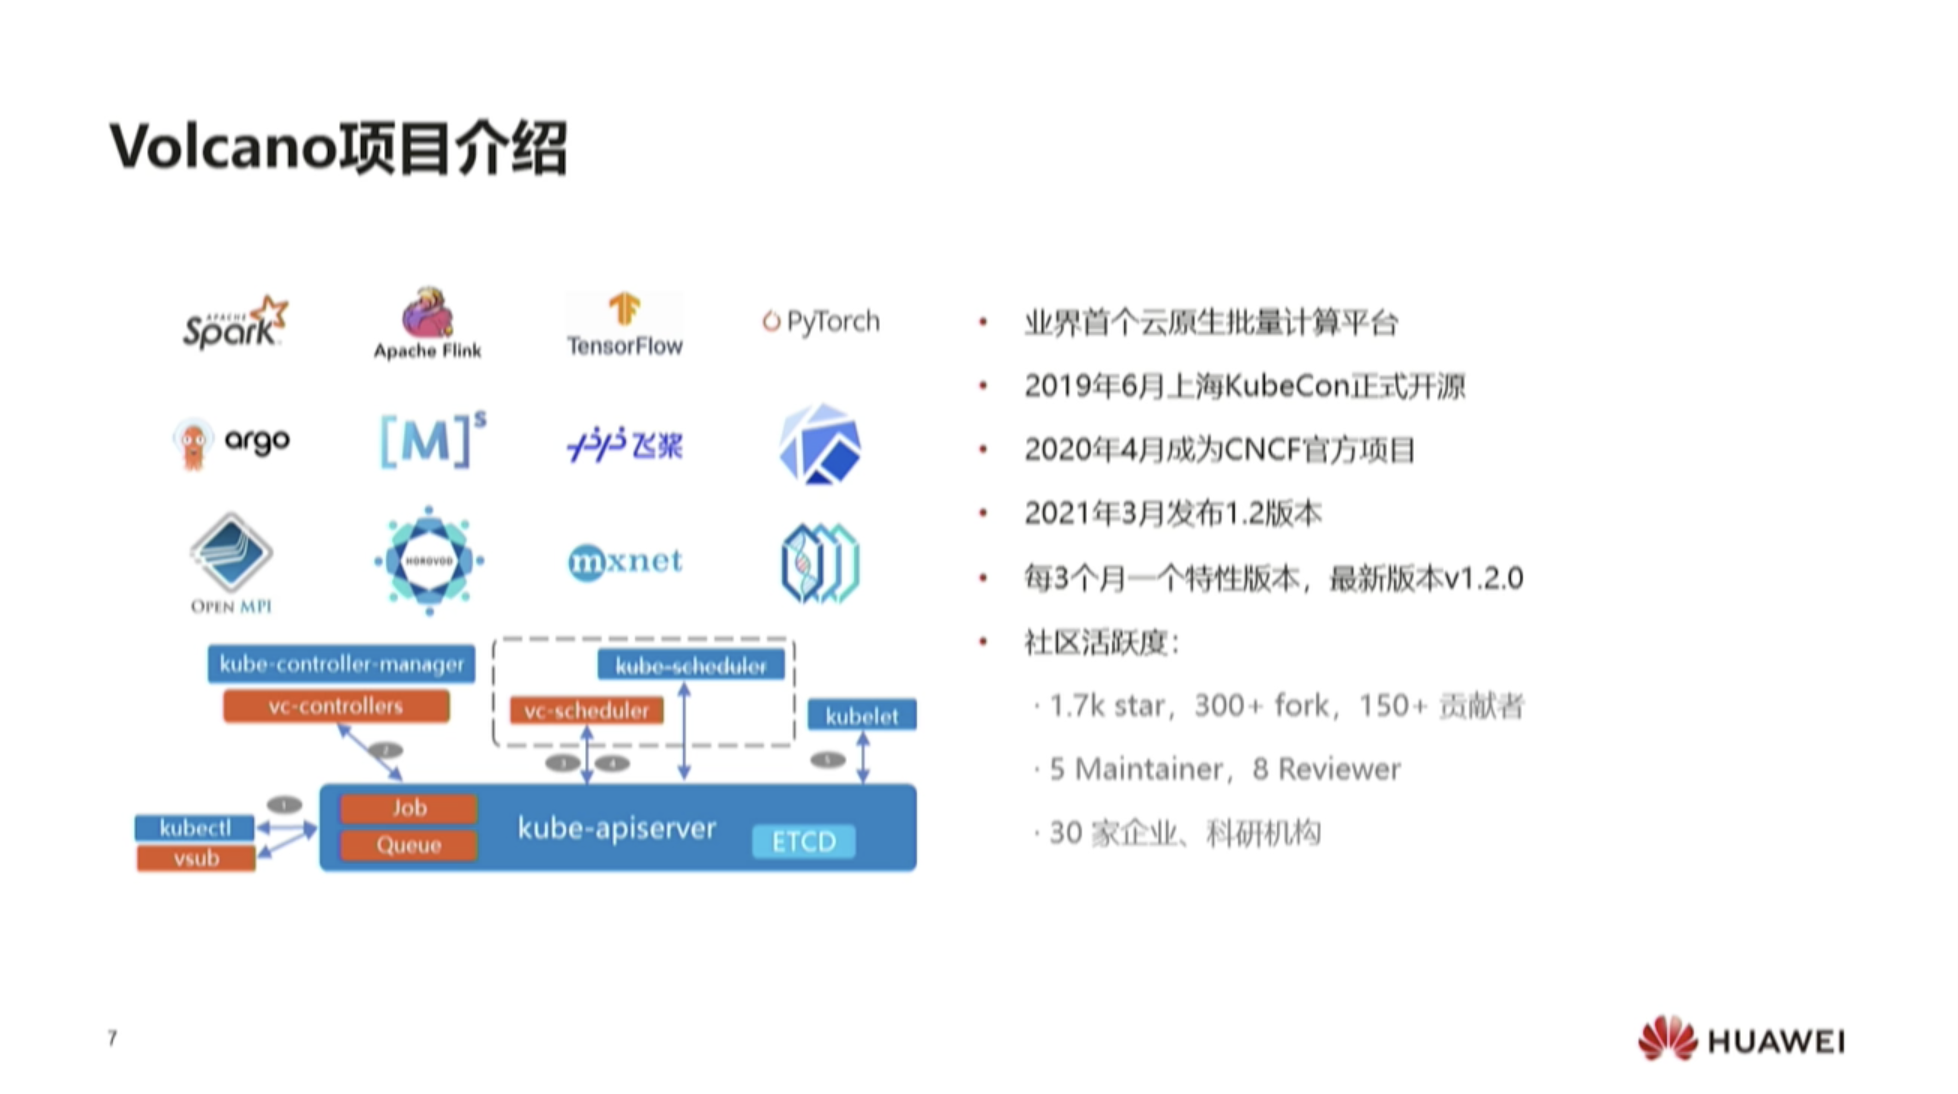 Volcano项目介绍
APACHE
Spark
Apache Flink
TensorFlow
PyTorch
argo
[M]s
飞桨
OPEN MPI
HOROVOD
mxnet
kube-controller-manager
vc-controllers
kube-scheduler
vc-scheduler
kubelet
2
3
4
5
1
kubectl
vsub
Job
Queue
kube-apiserver
ETCD
• 业界首个云原生批量计算平台
• 2019年6月上海KubeCon正式开源
• 2020年4月成为CNCF官方项目
• 2021年3月发布1.2版本
• 每3个月一个特性版本，最新版本v1.2.0
• 社区活跃度：
· 1.7k star，300+ fork，150+ 贡献者
· 5 Maintainer，8 Reviewer
· 30 家企业、科研机构
7
HUAWEI